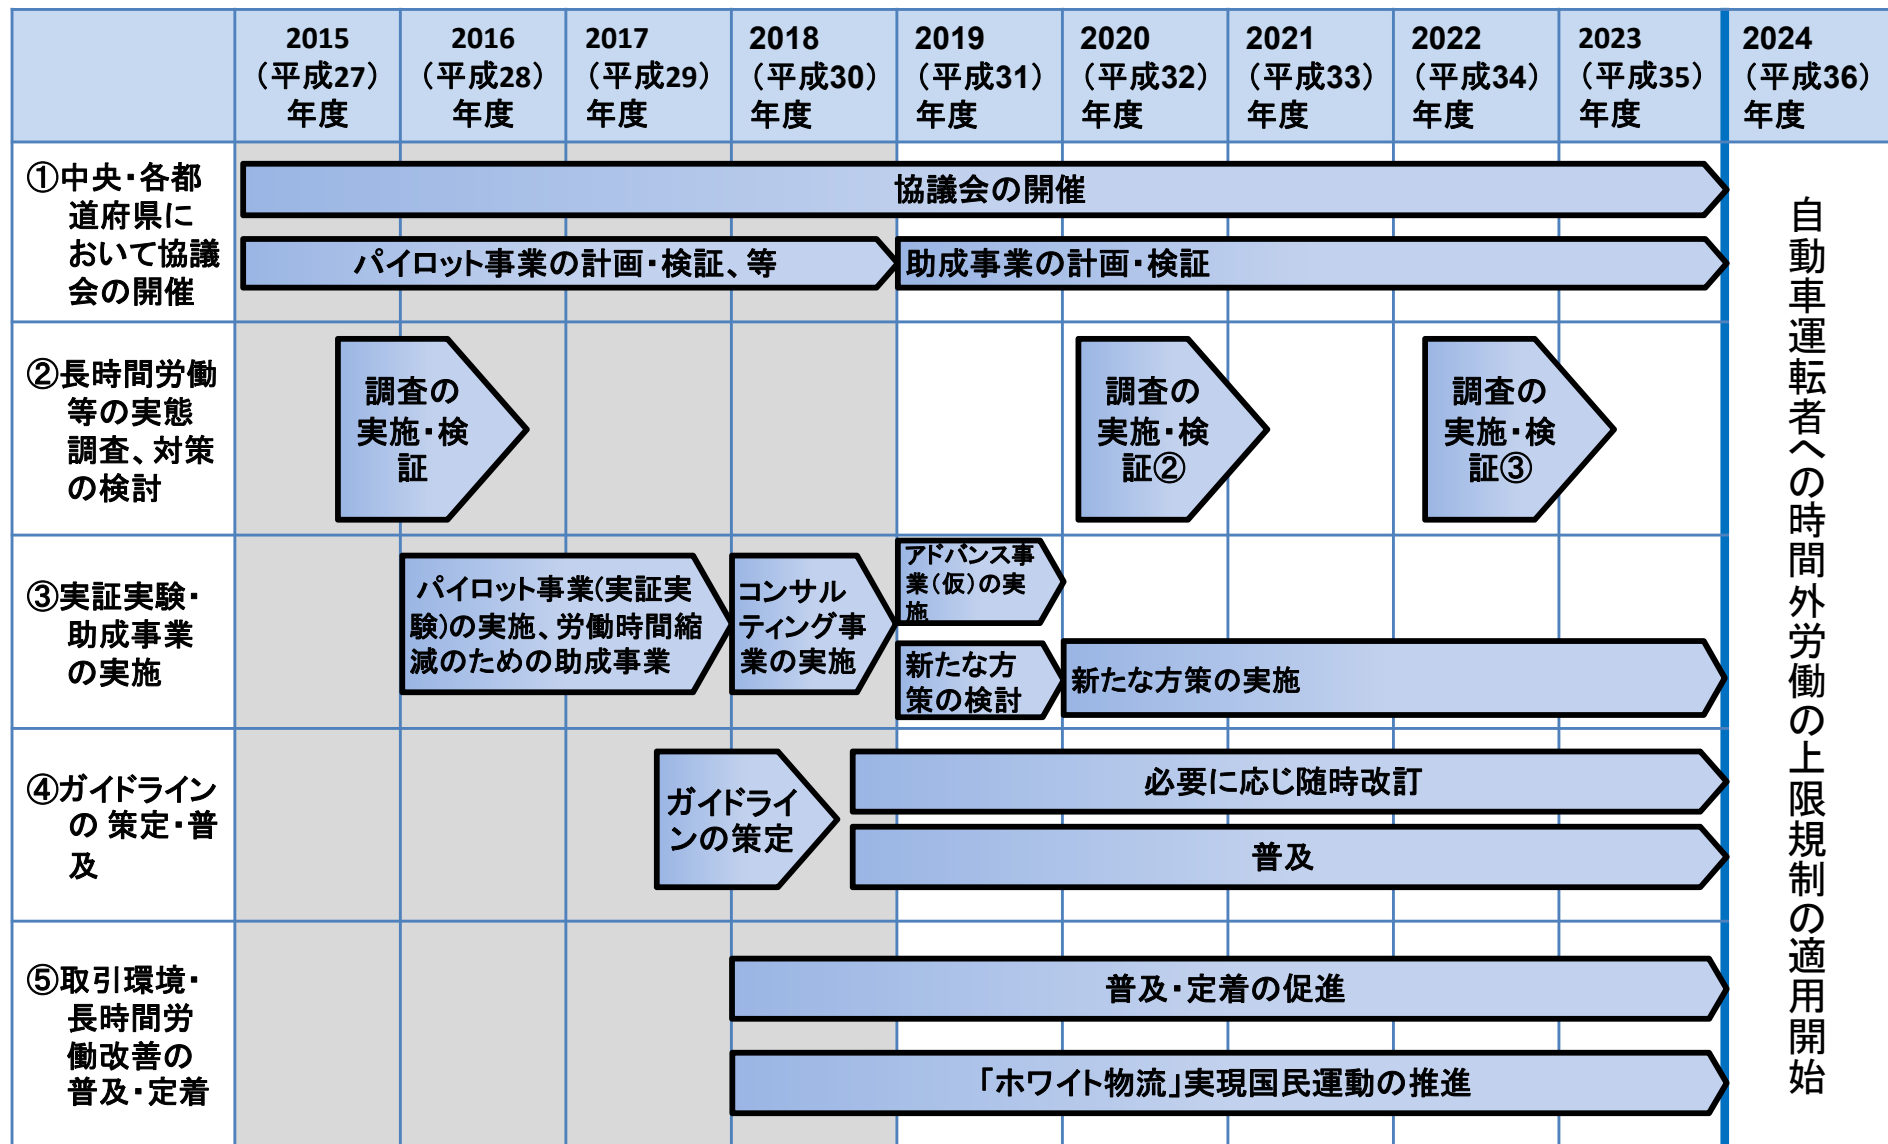 2015
（平成27）
年度
2016
（平成28）
年度
2017
（平成29）
年度
2018
（平成30）
年度
2019
（平成31）
年度
2020
（平成32）
年度
2021
（平成33）
年度
2022
（平成34）
年度
2023
（平成35）
年度
2024
（平成36）
年度
①中央・各都
道府県に
おいて協議
会の開催
協議会の開催
パイロット事業の計画・検証、等
助成事業の計画・検証
②長時間労働
等の実態
調査、対策
の検討
調査の
実施・検
証
調査の
実施・検
証②
調査の
実施・検
証③
③実証実験・
助成事業
の実施
パイロット事業(実証実
験)の実施、労働時間縮
減のための助成事業
コンサル
ティング事
業の実施
アドバンス事
業（仮）の実
施
新たな方
策の検討
新たな方策の実施
④ガイドライン
の 策定・普
及
ガイドライ
ンの策定
必要に応じ随時改訂
普及
⑤取引環境・
長時間労
働改善の
普及・定着
普及・定着の促進
「ホワイト物流」実現国民運動の推進
自動車運転者への時間外労働の上限規制の適用開始